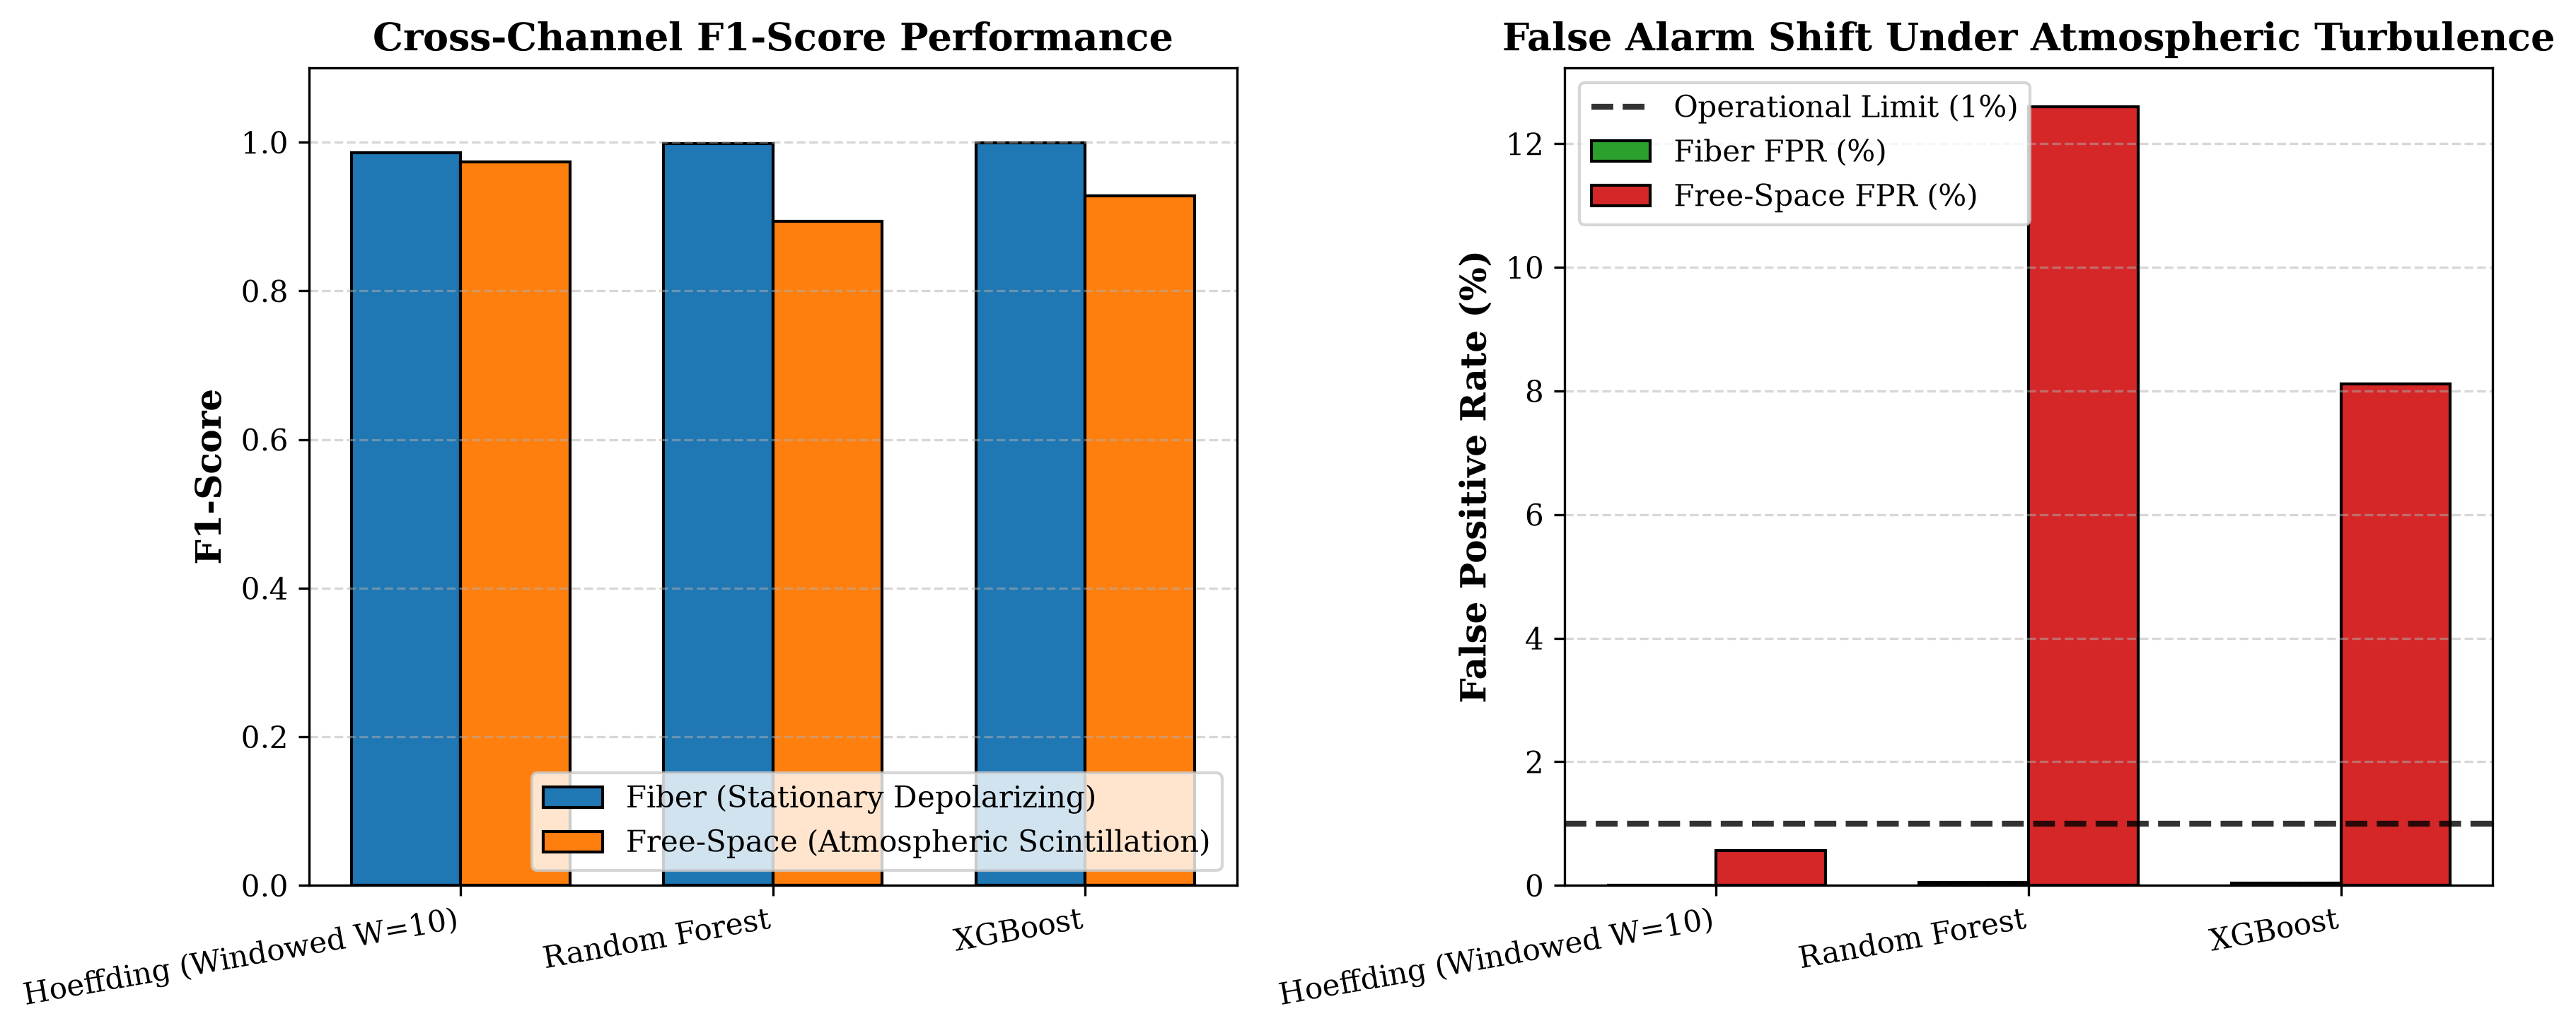 Cross-Channel F1-Score Performance
F1-Score
1.0
0.8
0.6
0.4
0.2
0.0
Fiber (Stationary Depolarizing)
Free-Space (Atmospheric Scintillation)
Hoeffding (Windowed W=10)
Random Forest
XGBoost
False Alarm Shift Under Atmospheric Turbulence
False Positive Rate (%)
12
10
8
6
4
2
0
Operational Limit (1%)
Fiber FPR (%)
Free-Space FPR (%)
Hoeffding (Windowed W=10)
Random Forest
XGBoost